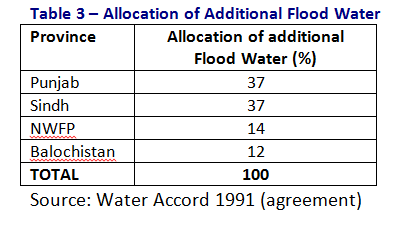 Table 3 – Allocation of Additional Flood Water
Province Allocation of additional
Flood Water (%)
Punjab 37
Sindh 37
NWFP 14
Balochistan 12
TOTAL 100
Source: Water Accord 1991 (agreement)